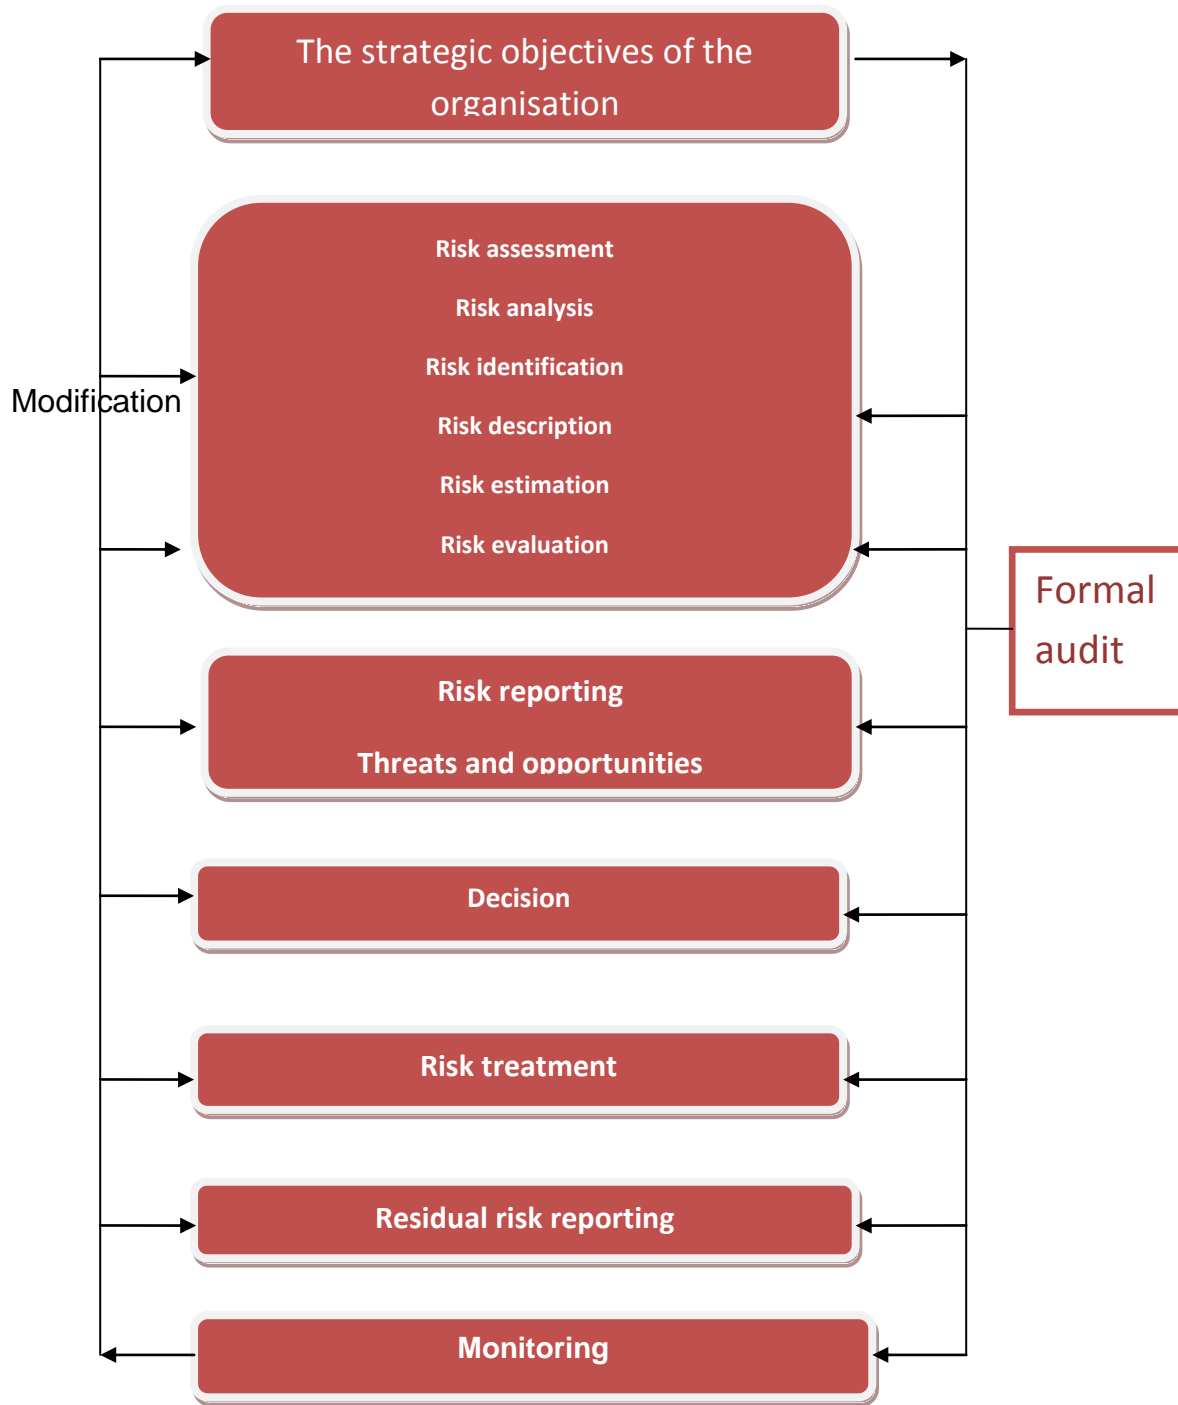 The strategic objectives of the
organisation
Risk assessment
Risk analysis
Risk identification
Modification
Risk description
Risk estimation
Risk evaluation
Formal
audit
Risk reporting
Threats and opportunities
Decision
Risk treatment
Residual risk reporting
Monitoring